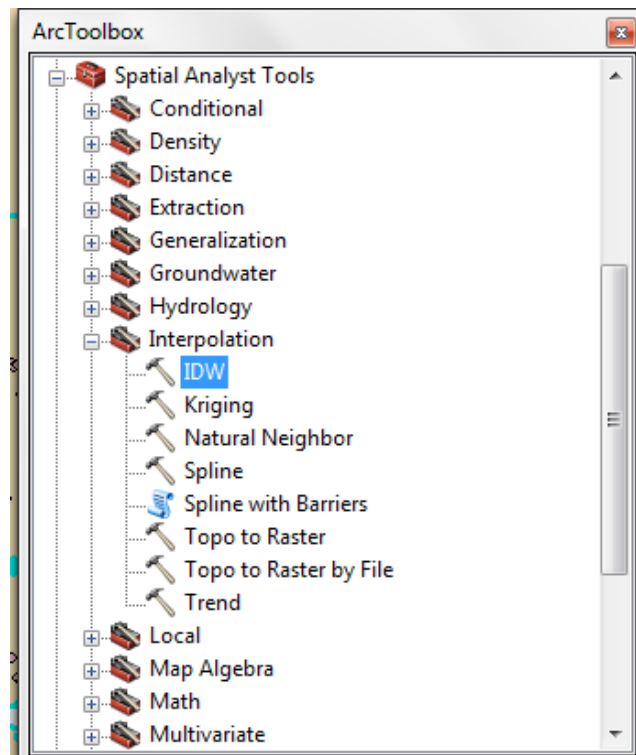 ArcToolbox
Spatial Analyst Tools
Conditional
Density
Distance
Extraction
Generalization
Groundwater
Hydrology
Interpolation
IDW
Kriging
Natural Neighbor
Spline
Spline with Barriers
Topo to Raster
Topo to Raster by File
Trend
Local
Map Algebra
Math
Multivariate